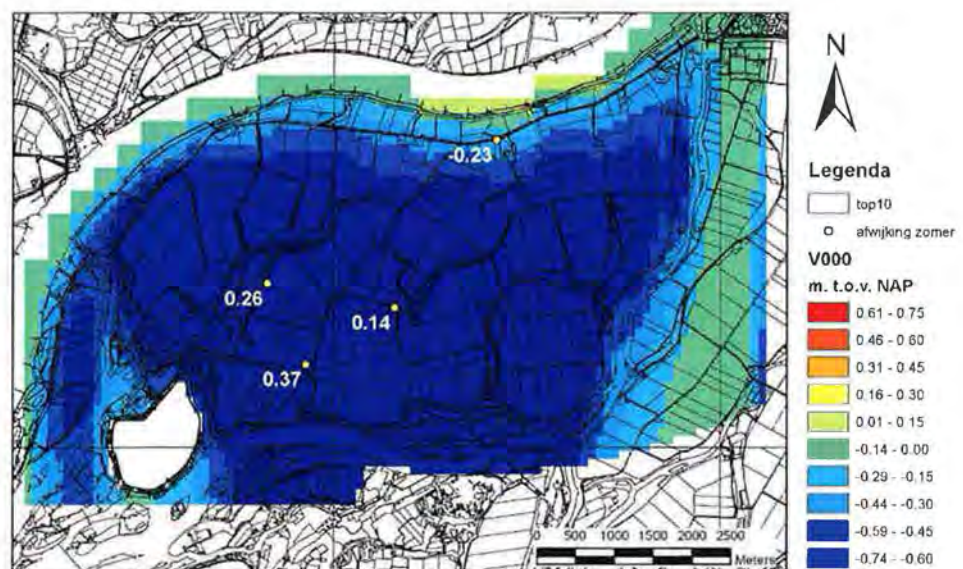 -0.23
0.26
0.14
0.37
0 500 1000 1500 2000 2500
Meters
N
Legenda
top10
afwijking zomer
V000
m. t.o.v. NAP
0.61 - 0.75
0.46 - 0.60
0.31 - 0.45
0.16 - 0.30
0.01 - 0.15
-0.14 - 0.00
-0.29 - -0.15
-0.44 - -0.30
-0.59 - -0.45
-0.74 - -0.60